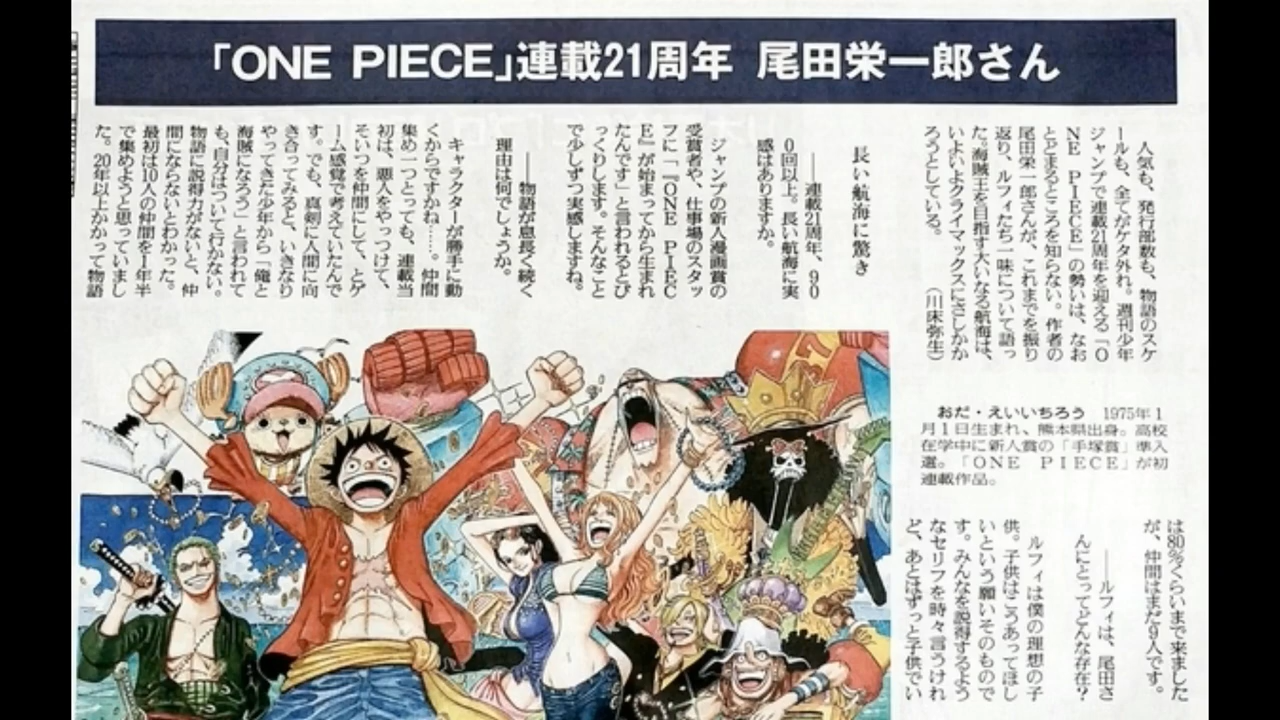 「ONE PIECE」連載21周年 尾田栄一郎さん
人気も、発行部数も、物語のスケ
ールも、全てがケタ外れ。週刊少年
ジャンプで連載21周年を迎える「O
NE PIECE」の勢いは、なお
とどまるところを知らない。作者の
尾田栄一郎さんが、これまでを振り
返り、ルフィたち一味について語っ
た。海賊王を目指す大いなる航海は、
いよいよクライマックスにさしかか
ろうとしている。 (川床弥生)
長い航海に驚き
――連載21周年、90
0回以上。長い航海に実
感はありますか。
ジャンプの新人漫画賞の
受賞者や、仕事場のスタッ
フに「『ONE PIEC
E』が始まってから生まれ
たんです」と言われるとび
っくりします。そんなこと
で少しずつ実感しますね。
――物語が息長く続く
理由は何でしょうか。
キャラクターが勝手に動
くからですかね……。仲間
集め一つとっても、連載当
初は、悪人をやっつけて、
そいつを仲間にして、とゲ
ーム感覚で考えていたんで
す。でも、真剣に人間に向
き合ってみると、いきなり
やってきた少年から「俺と
海賊になろう」と言われて
も、自分はついて行かない。
物語に説得力がないと、仲
間にならないとわかった。
最初は10人の仲間を1年半
で集めようと思っていまし
た。20年以上かかって物語
おだ・えいいちろう 1975年1
月1日生まれ、熊本県出身。高校
在学中に新人賞の「手塚賞」準入
選。「ONE PIECE」が初
連載作品。
は80%くらいまで来ました
が、仲間はまだ9人です。
――ルフィは、尾田さ
んにとってどんな存在?
ルフィは僕の理想の子
供。子供はこうあってほし
いという願いそのもので
す。みんなを説得するよう
なセリフを時々言うけれ
ど、あとはずっと子供でい